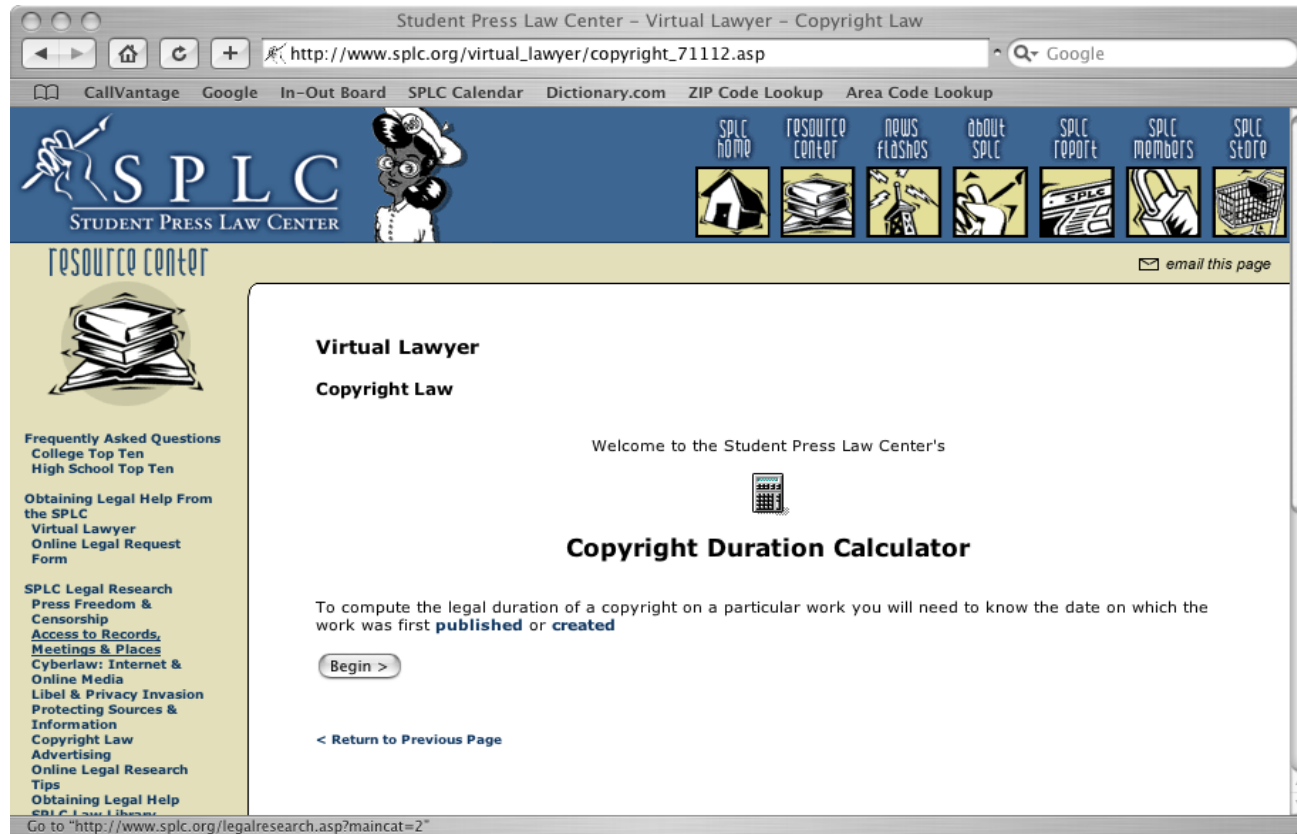 Student Press Law Center – Virtual Lawyer – Copyright Law
http://www.splc.org/virtual_lawyer/copyright_71112.asp
Google
CallVantage Google In-Out Board SPLC Calendar Dictionary.com ZIP Code Lookup Area Code Lookup
SPLC
STUDENT PRESS LAW CENTER
SPLC home
resource center
news flashes
about SPLC
SPLC report
SPLC members
SPLC store
SPLC
resource center
email this page
Frequently Asked Questions
College Top Ten
High School Top Ten
Obtaining Legal Help From
the SPLC
Virtual Lawyer
Online Legal Request
Form
SPLC Legal Research
Press Freedom &
Censorship
Access to Records,
Meetings & Places
Cyberlaw: Internet &
Online Media
Libel & Privacy Invasion
Protecting Sources &
Information
Copyright Law
Advertising
Online Legal Research
Tips
Obtaining Legal Help
SPLC Law Library
Virtual Lawyer
Copyright Law
Welcome to the Student Press Law Center's
Copyright Duration Calculator
To compute the legal duration of a copyright on a particular work you will need to know the date on which the
work was first published or created
Begin >
< Return to Previous Page
Go to "http://www.splc.org/legalresearch.asp?maincat=2"